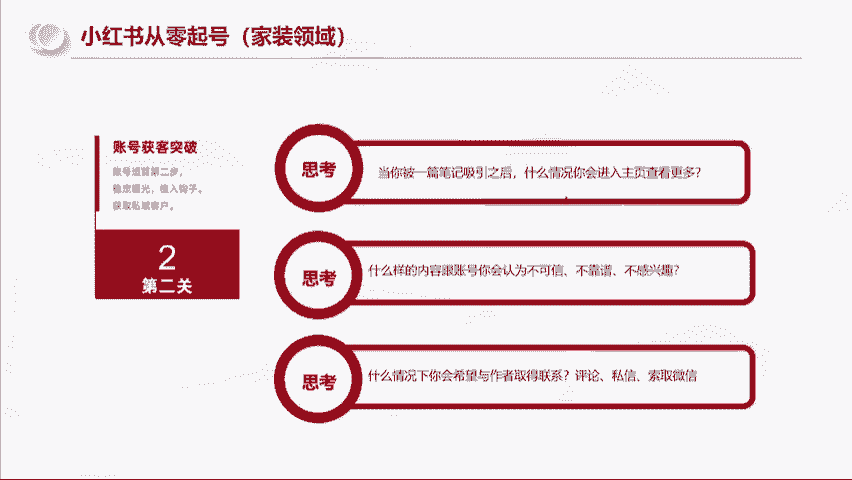 小红书从零起号（家装领域）
账号获客突破
账号运营第二步，
稳定曝光，植入钩子。
获取私域客户。
2
第二关
思考
当你被一篇笔记吸引之后，什么情况你会进入主页查看更多？
思考
什么样的内容跟账号你会认为不可信、不靠谱、不感兴趣？
思考
什么情况下你会希望与作者取得联系？评论、私信、索取微信